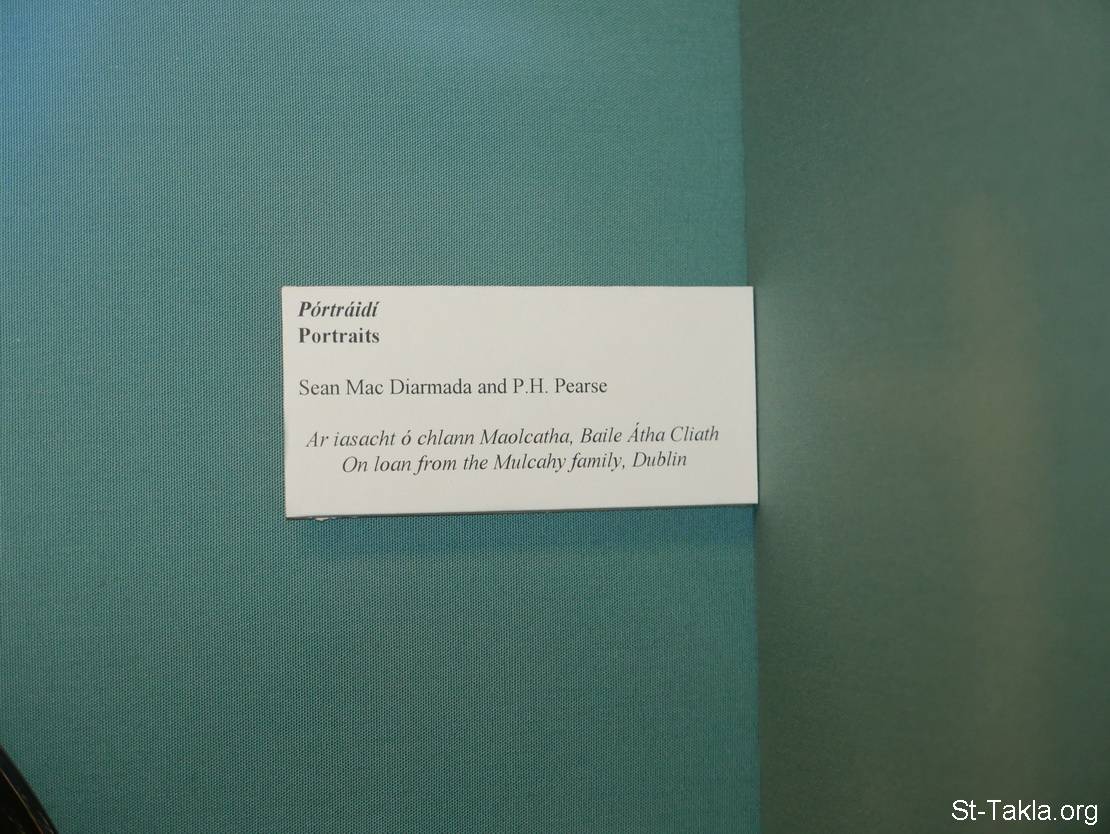 Pórtráidí
Portraits
Sean Mac Diarmada and P.H. Pearse
Ar iasacht ó chlann Maolcatha, Baile Átha Cliath
On loan from the Mulcahy family, Dublin
St-Takla.org